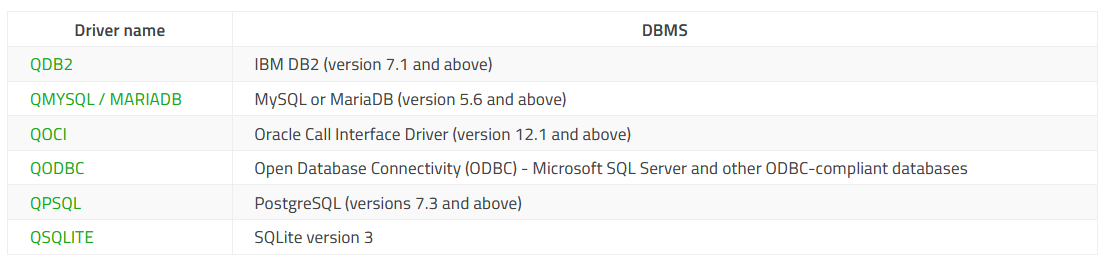 Driver name DBMS
QDB2 IBM DB2 (version 7.1 and above)
QMYSQL / MARIADB MySQL or MariaDB (version 5.6 and above)
QOCI Oracle Call Interface Driver (version 12.1 and above)
QODBC Open Database Connectivity (ODBC) - Microsoft SQL Server and other ODBC-compliant databases
QPSQL PostgreSQL (versions 7.3 and above)
QSQLITE SQLite version 3